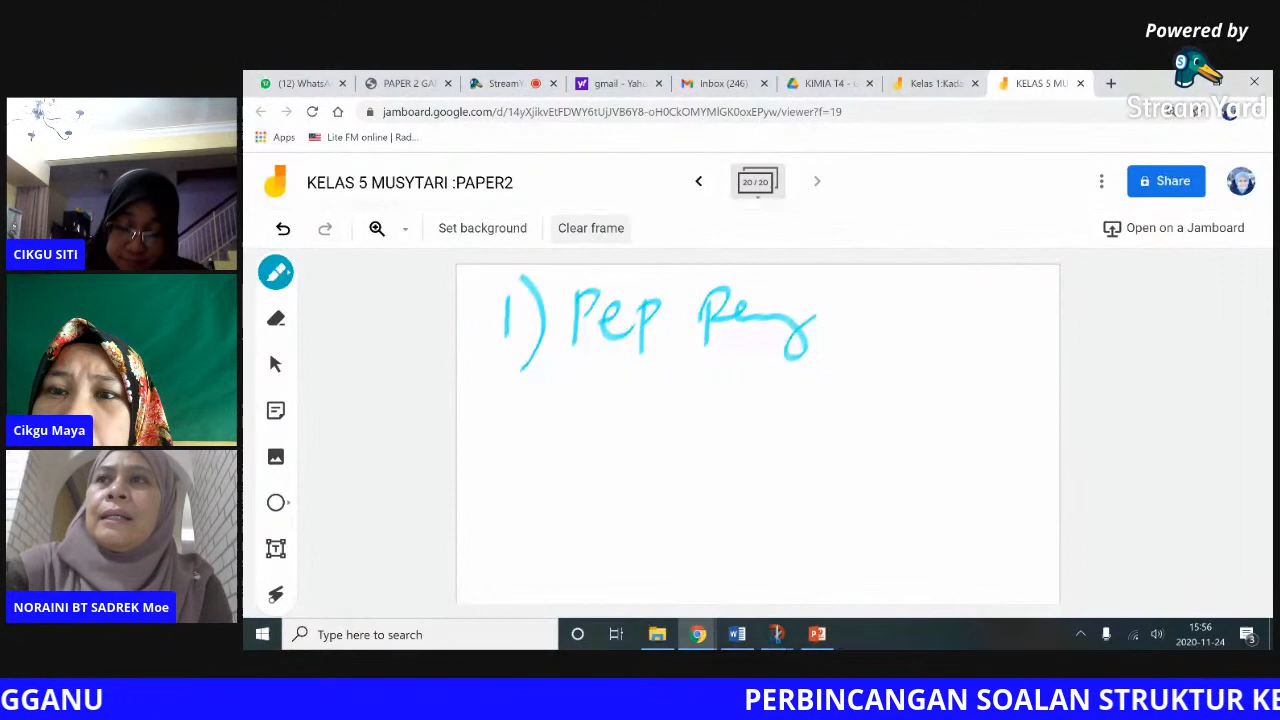 Powered by
StreamYard
(12) WhatsA
PAPER 2 GAI
StreamY
gmail - Yah
Inbox (246)
KIMIA T4 - 
Kelas 1:Kada
KELAS 5 MU
jamboard.google.com/d/14yXjikvEtFDWY6tUjJVB6Y8-oH0CkOMYMlGK0oxEPyw/viewer?f=19
Apps
Lite FM online | Rad...
KELAS 5 MUSYTARI :PAPER2
20 / 20
Share
Set background
Clear frame
Open on a Jamboard
1) Pep
CIKGU SITI
Cikgu Maya
NORAINI BT SADREK Moe
Type here to search
15:56
2020-11-24
3
GGANU
PERBINCANGAN SOALAN STRUKTUR KE